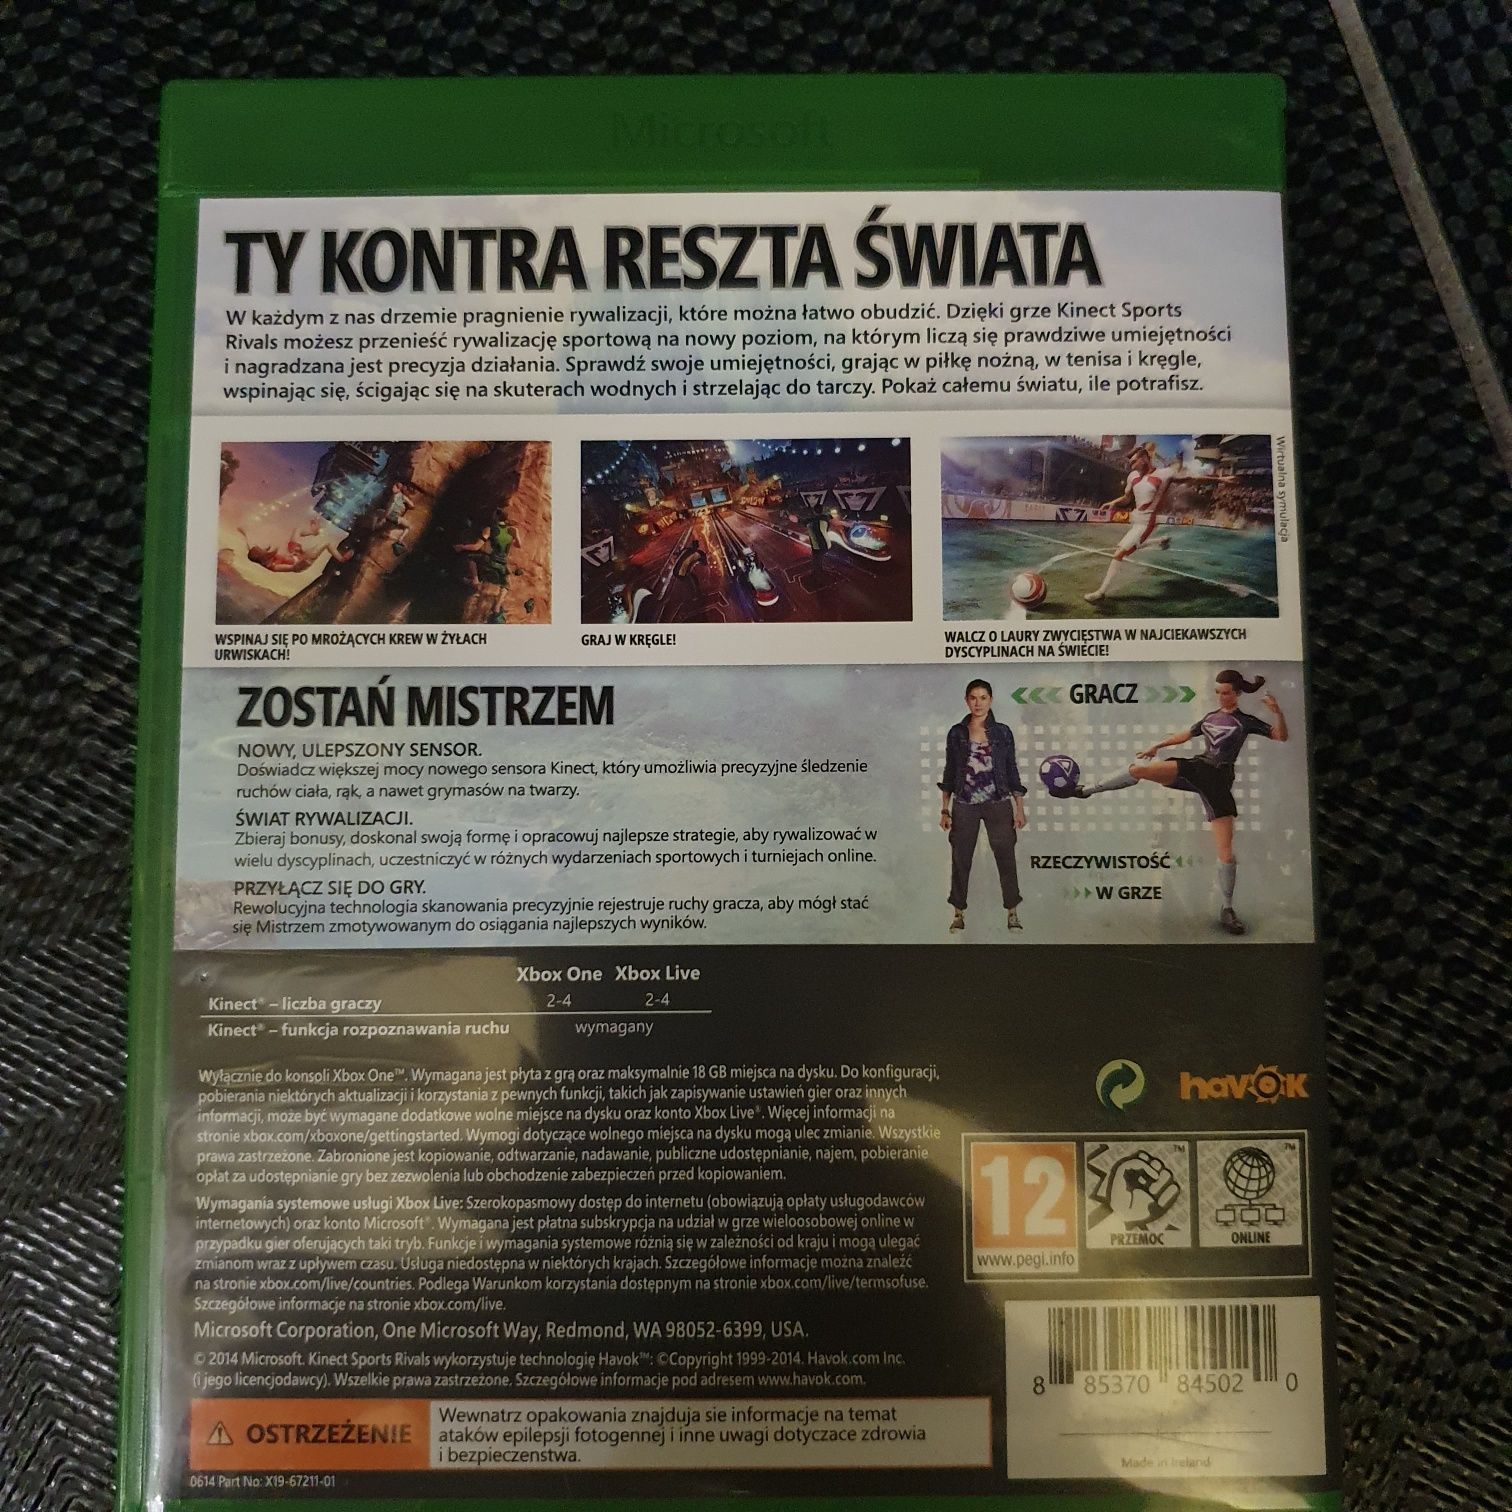 Microsoft
TY KONTRA RESZTA ŚWIATA
W każdym z nas drzemie pragnienie rywalizacji, które można łatwo obudzić. Dzięki grze Kinect Sports
Rivals możesz przenieść rywalizację sportową na nowy poziom, na którym liczą się prawdziwe umiejętności
i nagradzana jest precyzja działania. Sprawdź swoje umiejętności, grając w piłkę nożną, w tenisa i kręgle,
wspinając się, ścigając się na skuterach wodnych i strzelając do tarczy. Pokaż całemu światu, ile potrafisz.
Wirtualna symulacja
WSPINAJ SIĘ PO MROŻĄCYCH KREW W ŻYŁACH
URWISKACH!
GRAJ W KRĘGLE!
WALCZ O LAURY ZWYCIĘSTWA W NAJCIEKAWSZYCH
DYSCYPLINACH NA ŚWIECIE!
ZOSTAŃ MISTRZEM
NOWY, ULEPSZONY SENSOR.
Doświadcz większej mocy nowego sensora Kinect, który umożliwia precyzyjne śledzenie
ruchów ciała, rąk, a nawet grymasów na twarzy.
ŚWIAT RYWALIZACJI.
Zbieraj bonusy, doskonal swoją formę i opracowuj najlepsze strategie, aby rywalizować w
wielu dyscyplinach, uczestniczyć w różnych wydarzeniach sportowych i turniejach online.
PRZYŁĄCZ SIĘ DO GRY.
Rewolucyjna technologia skanowania precyzyjnie rejestruje ruchy gracza, aby mógł stać
się Mistrzem zmotywowanym do osiągania najlepszych wyników.
GRACZ
RZECZYWISTOŚĆ
W GRZE
Xbox One Xbox Live
Kinect® – liczba graczy 2-4 2-4
Kinect® – funkcja rozpoznawania ruchu wymagany
Wyłącznie do konsoli Xbox One™. Wymagana jest płyta z grą oraz maksymalnie 18 GB miejsca na dysku. Do konfiguracji,
pobierania niektórych aktualizacji i korzystania z pewnych funkcji, takich jak zapisywanie ustawień gier oraz innych
informacji, może być wymagane dodatkowe wolne miejsce na dysku oraz konto Xbox Live®. Więcej informacji na
stronie xbox.com/xboxone/gettingstarted. Wymogi dotyczące wolnego miejsca na dysku mogą ulec zmianie. Wszystkie
prawa zastrzeżone. Zabronione jest kopiowanie, odtwarzanie, nadawanie, publiczne udostępnianie, najem, pobieranie
opłat za udostępnianie gry bez zezwolenia lub obchodzenie zabezpieczeń przed kopiowaniem.
Wymagania systemowe usługi Xbox Live: Szerokopasmowy dostęp do internetu (obowiązują opłaty usługodawców
internetowych) oraz konto Microsoft®. Wymagana jest płatna subskrypcja na udział w grze wieloosobowej online w
przypadku gier oferujących taki tryb. Funkcje i wymagania systemowe różnią się w zależności od kraju i mogą ulegać
zmianom wraz z upływem czasu. Usługa niedostępna w niektórych krajach. Szczegółowe informacje można znaleźć
na stronie xbox.com/live/countries. Podlega Warunkom korzystania dostępnym na stronie xbox.com/live/termsofuse.
Szczegółowe informacje na stronie xbox.com/live.
Microsoft Corporation, One Microsoft Way, Redmond, WA 98052-6399, USA.
© 2014 Microsoft. Kinect Sports Rivals wykorzystuje technologię Havok™: ©Copyright 1999-2014. Havok.com Inc.
(i jego licencjodawcy). Wszelkie prawa zastrzeżone. Szczegółowe informacje pod adresem www.havok.com.
havok
12
www.pegi.info
PRZEMOC
ONLINE
8 85370 84502 0
Made in Ireland
OSTRZEŻENIE
Wewnatrz opakowania znajduja sie informacje na temat
ataków epilepsji fotogennej i inne uwagi dotyczace zdrowia
i bezpieczenstwa.
0614 Part No: X19-67211-01